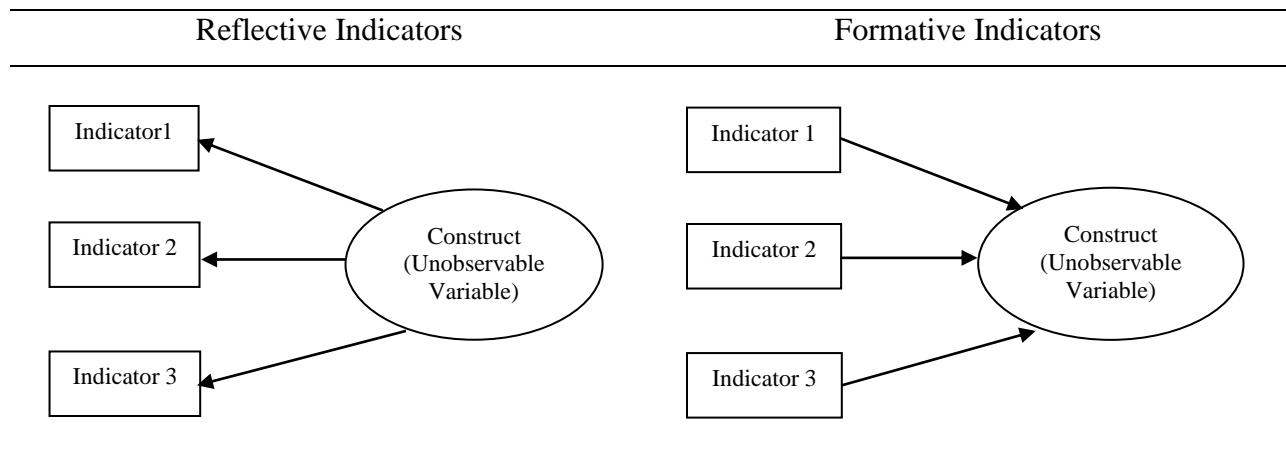 Reflective Indicators
Formative Indicators
Indicator1
Indicator 2
Indicator 3
Construct
(Unobservable
Variable)
Indicator 1
Indicator 2
Indicator 3
Construct
(Unobservable
Variable)